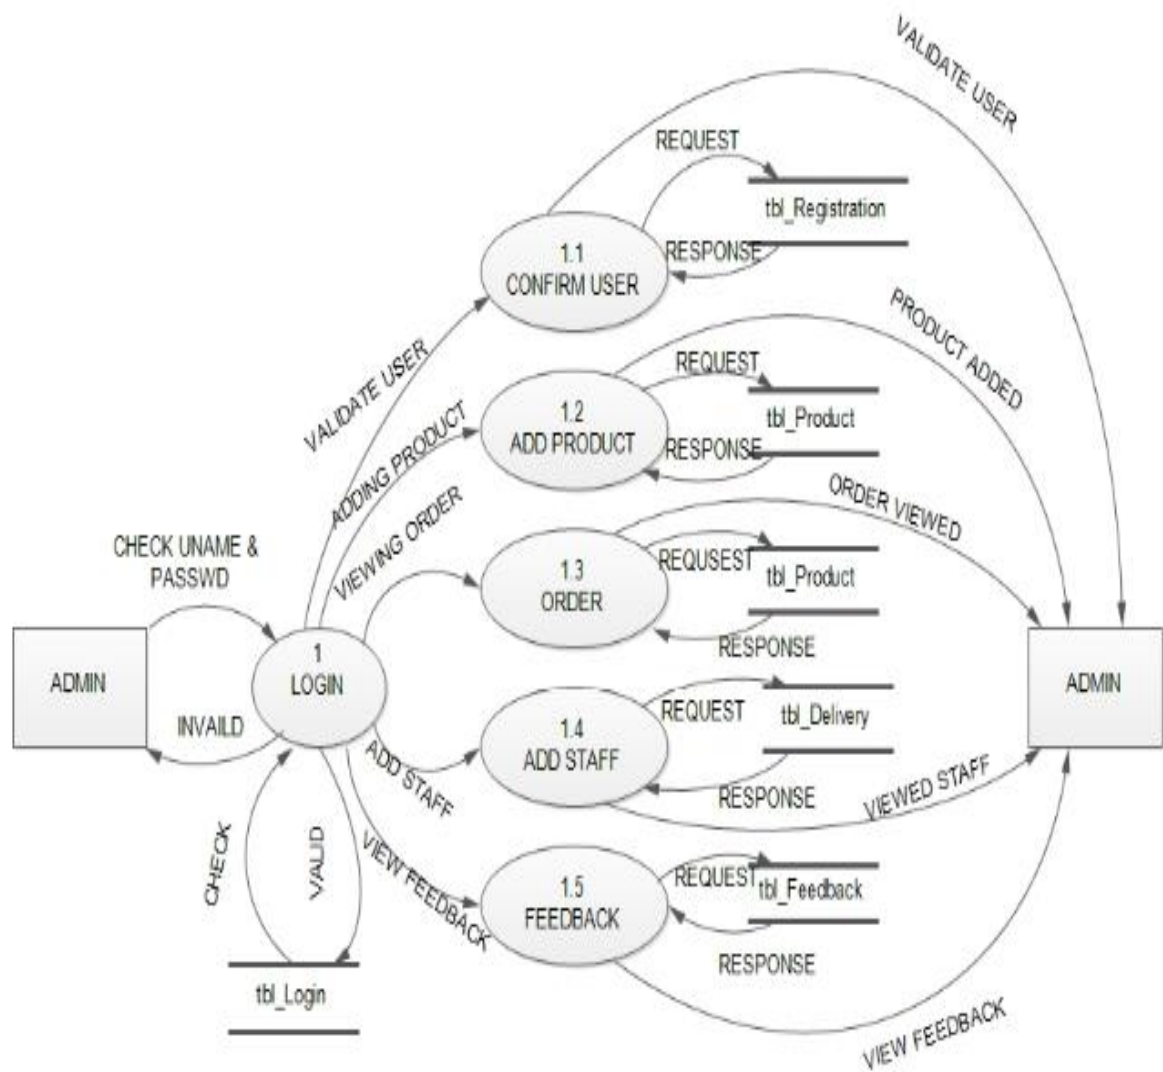 VALIDATE USER
REQUEST
tbl_Registration
1.1
CONFIRM USER
RESPONSE
VALIDATE USER
PRODUCT ADDED
REQUEST
1.2
ADD PRODUCT
tbl_Product
RESPONSE
ADDING PRODUCT
ORDER VIEWED
VIEWING ORDER
REQUSEST
1.3
ORDER
tbl_Product
RESPONSE
CHECK UNAME &
PASSWD
ADMIN
1
LOGIN
INVAILD
ADMIN
REQUEST
1.4
ADD STAFF
tbl_Delivery
RESPONSE
ADD STAFF
VIEWED STAFF
CHECK
VALID
VIEW FEEDBACK
REQUEST
1.5
FEEDBACK
tbl_Feedback
RESPONSE
tbl_Login
VIEW FEEDBACK